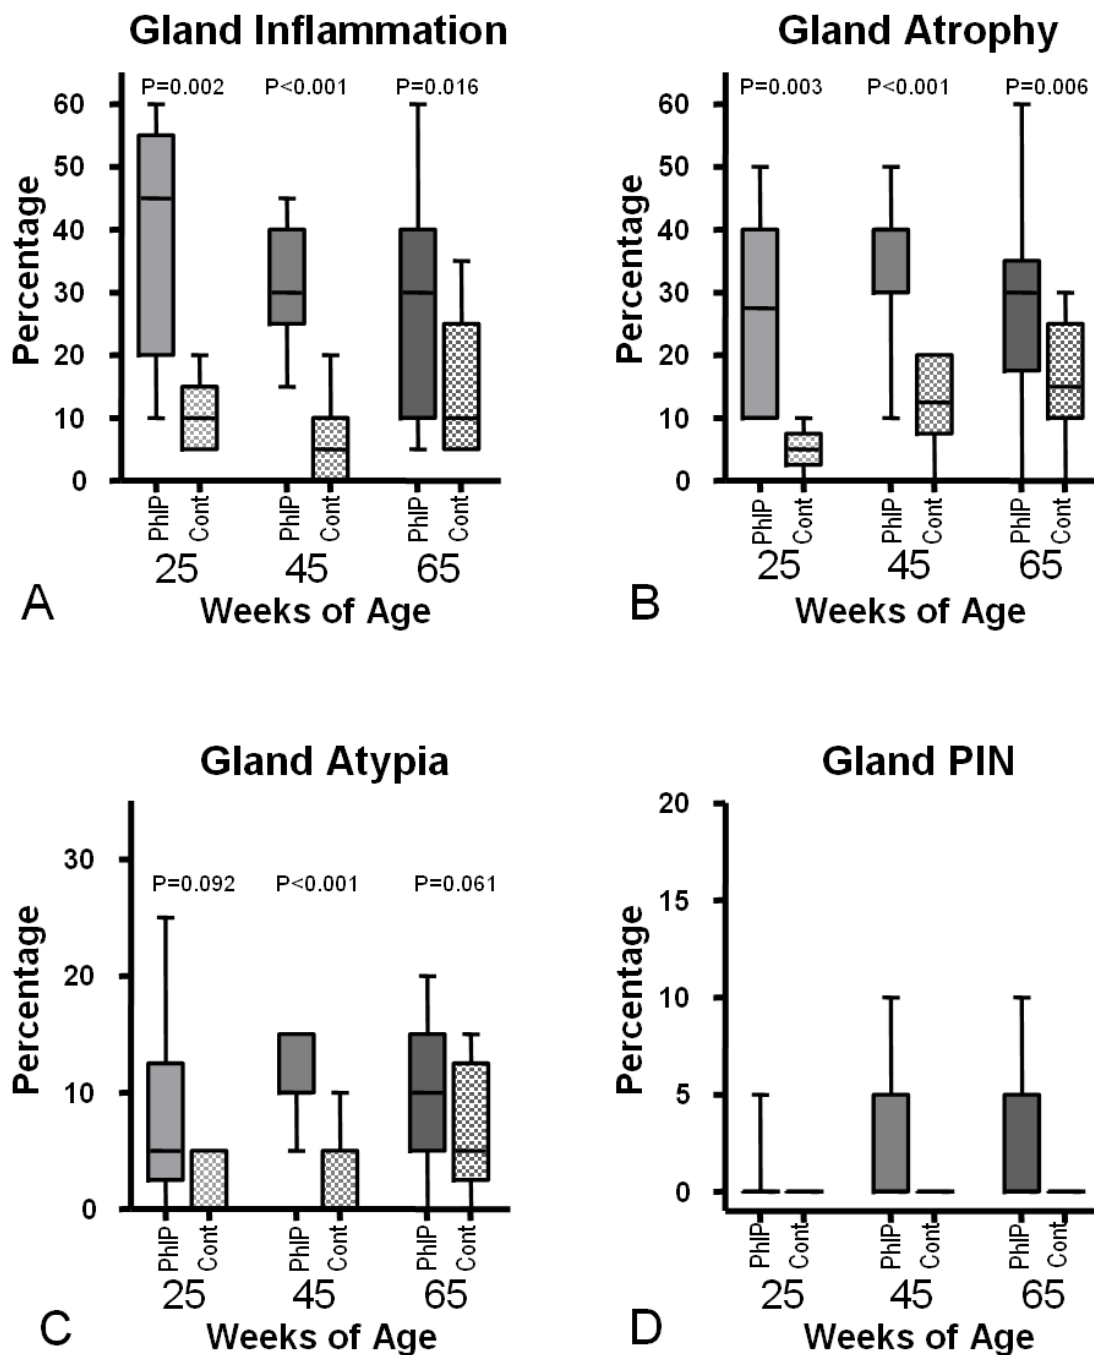 Gland Inflammation
P=0.002 P<0.001 P=0.016
60
50
40
30
20
10
0
Percentage
PhIP Cont PhIP Cont PhIP Cont
25 45 65
Weeks of Age
A
Gland Atrophy
P=0.003 P<0.001 P=0.006
60
50
40
30
20
10
0
Percentage
PhIP Cont PhIP Cont PhIP Cont
25 45 65
Weeks of Age
B
Gland Atypia
P=0.092 P<0.001 P=0.061
30
20
10
0
Percentage
PhIP Cont PhIP Cont PhIP Cont
25 45 65
Weeks of Age
C
Gland PIN
20
15
10
5
0
Percentage
PhIP Cont PhIP Cont PhIP Cont
25 45 65
Weeks of Age
D